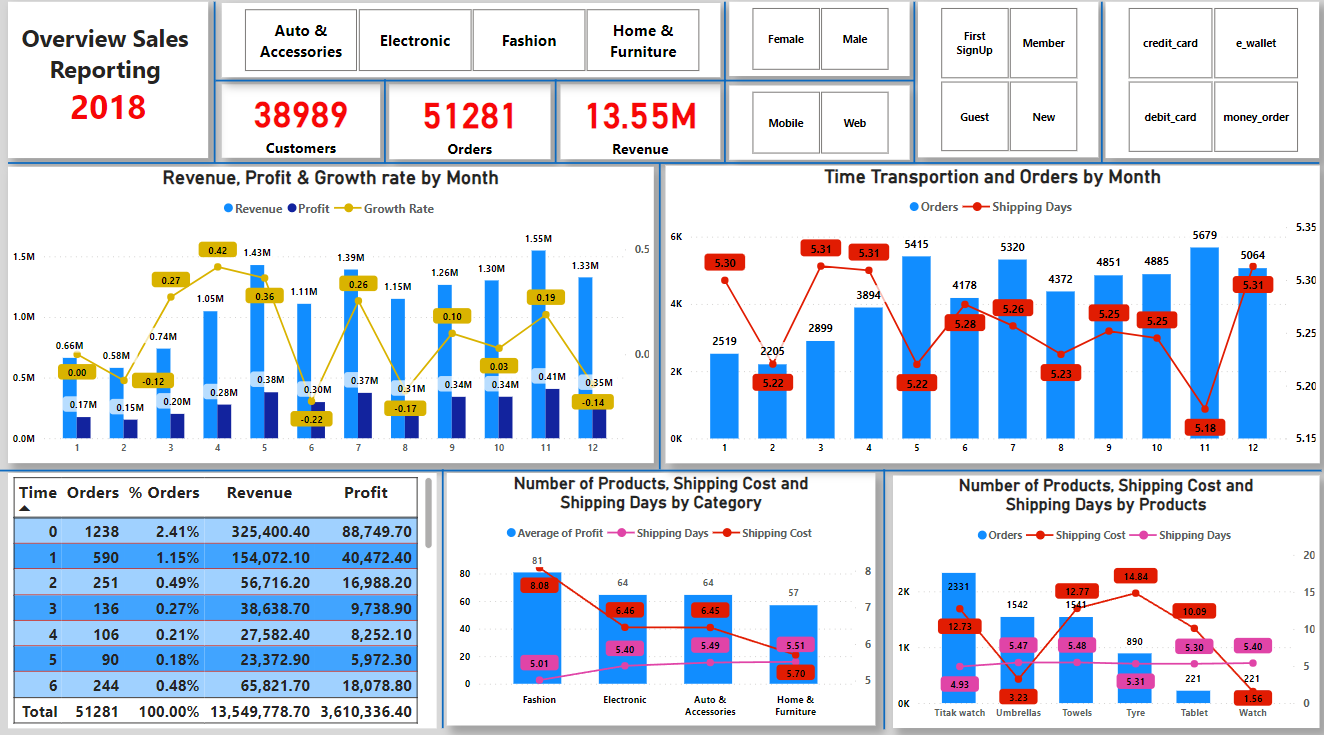 Overview Sales
Reporting
2018
Auto &
Accessories
Electronic
Fashion
Home &
Furniture
Female
Male
Mobile
Web
First
SignUp
Member
Guest
New
credit_card
e_wallet
debit_card
money_order
38989
Customers
51281
Orders
13.55M
Revenue
Revenue, Profit & Growth rate by Month
Revenue Profit Growth Rate
1.5M
1.0M
0.5M
0.0M
0.5
0.0
0.66M
0.58M
0.74M
1.05M
1.43M
1.11M
1.39M
1.15M
1.26M
1.30M
1.55M
1.33M
0.00
-0.12
0.27
0.42
0.36
-0.22
0.26
-0.17
0.10
0.03
0.19
-0.14
0.17M
0.15M
0.20M
0.28M
0.38M
0.30M
0.37M
0.31M
0.34M
0.34M
0.41M
0.35M
1 2 3 4 5 6 7 8 9 10 11 12
Time Transportion and Orders by Month
Orders Shipping Days
6K
4K
2K
0K
5.35
5.30
5.25
5.20
5.15
2519
2205
2899
3894
5415
4178
5320
4372
4851
4885
5679
5064
5.30
5.22
5.31
5.31
5.22
5.28
5.26
5.23
5.25
5.25
5.18
5.31
1 2 3 4 5 6 7 8 9 10 11 12
Time Orders % Orders Revenue Profit
0 1238 2.41% 325,400.40 88,749.70
1 590 1.15% 154,072.10 40,472.40
2 251 0.49% 56,716.20 16,988.20
3 136 0.27% 38,638.70 9,738.90
4 106 0.21% 27,582.40 8,252.10
5 90 0.18% 23,372.90 5,972.30
6 244 0.48% 65,821.70 18,078.80
Total 51281 100.00% 13,549,778.70 3,610,336.40
Number of Products, Shipping Cost and
Shipping Days by Category
Average of Profit Shipping Days Shipping Cost
80
60
40
20
0
8
7
6
5
81
64
64
57
8.08
6.46
6.45
5.70
5.01
5.40
5.49
5.51
Fashion
Electronic
Auto &
Accessories
Home &
Furniture
Number of Products, Shipping Cost and
Shipping Days by Products
Orders Shipping Cost Shipping Days
2K
1K
0K
20
15
10
5
0
2331
1542
1541
890
221
221
12.73
3.23
12.77
14.84
10.09
1.56
4.93
5.47
5.48
5.31
5.30
5.40
Titak watch Umbrellas Towels Tyre Tablet Watch